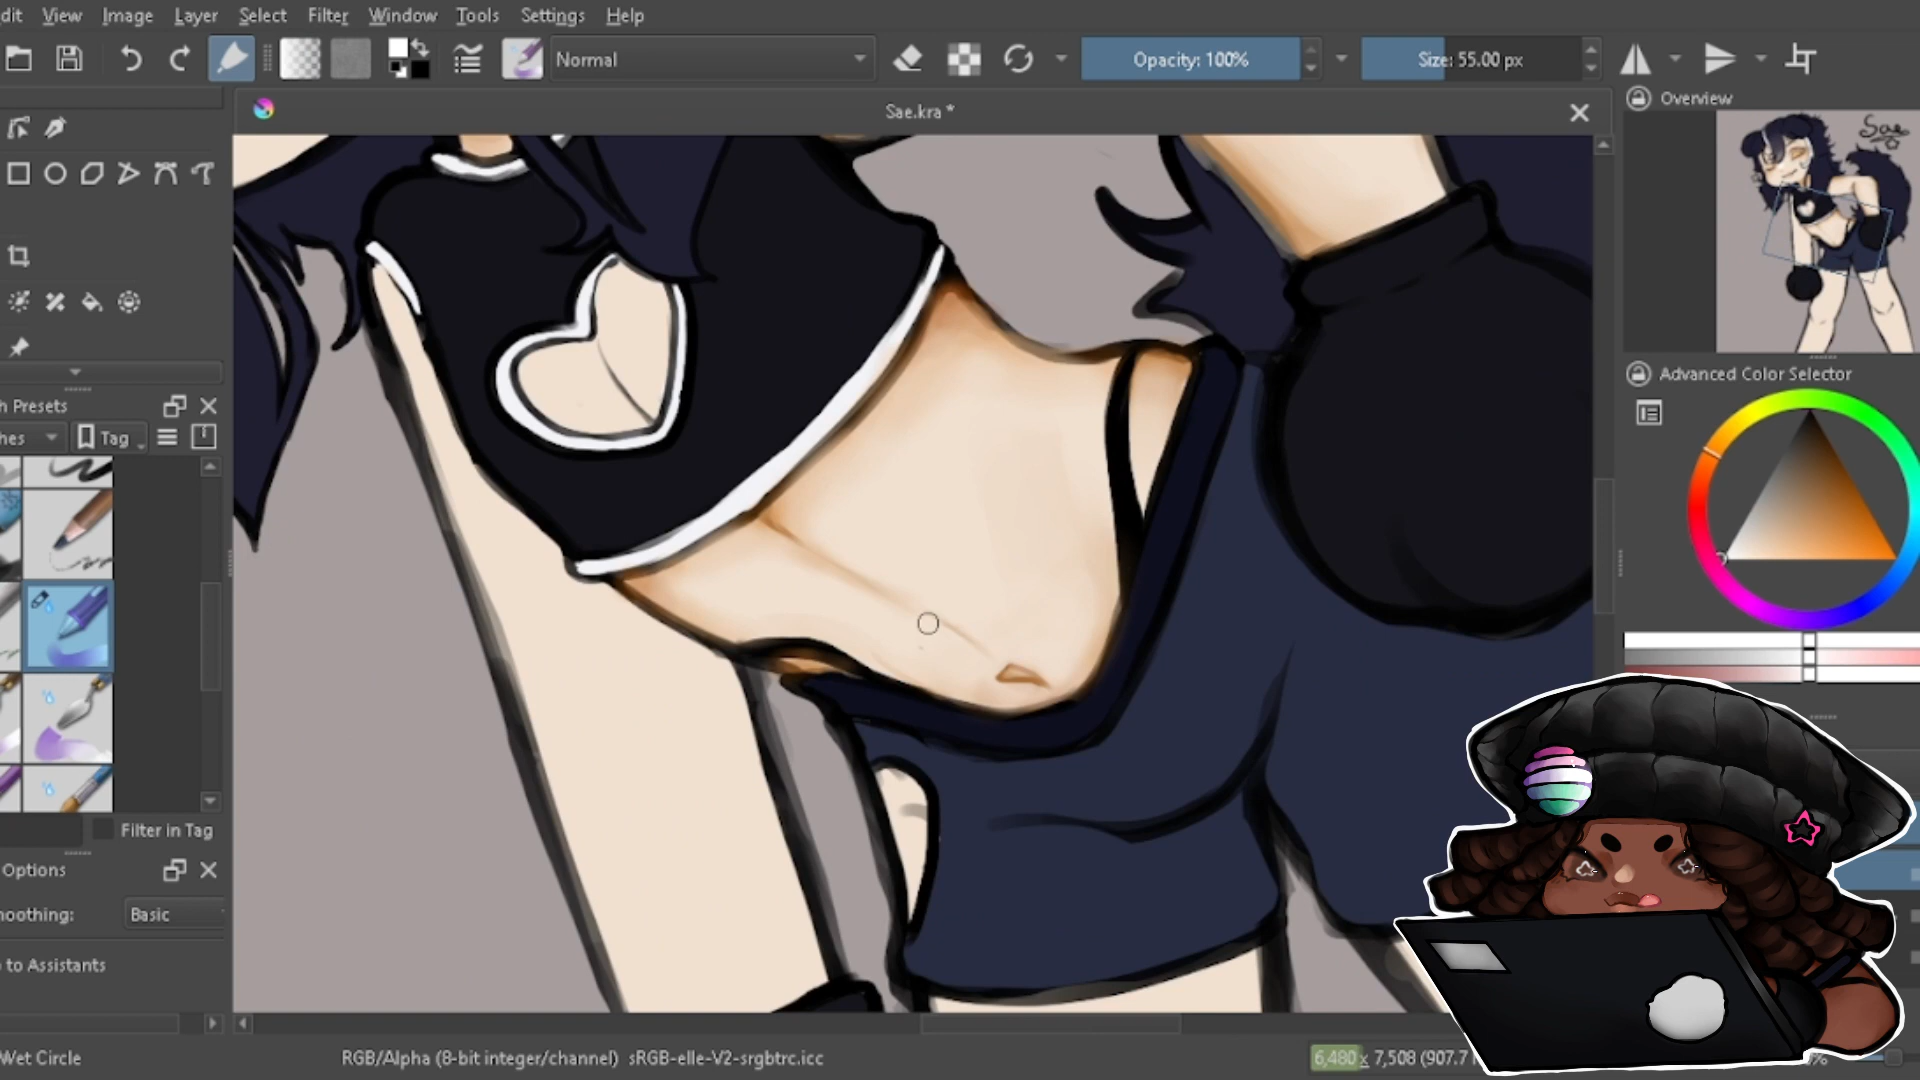 dit View Image Layer Select Filter Window Tools Settings Help
Normal Opacity: 100% Size: 55.00 px
Sae.kra *
Overview
Sae
Advanced Color Selector
h Presets
hes Tag
Filter in Tag
Options
moothing: Basic
to Assistants
Wet Circle RGB/Alpha (8-bit integer/channel) sRGB-elle-V2-srgbtrc.icc 6,480 x 7,508 (907.7